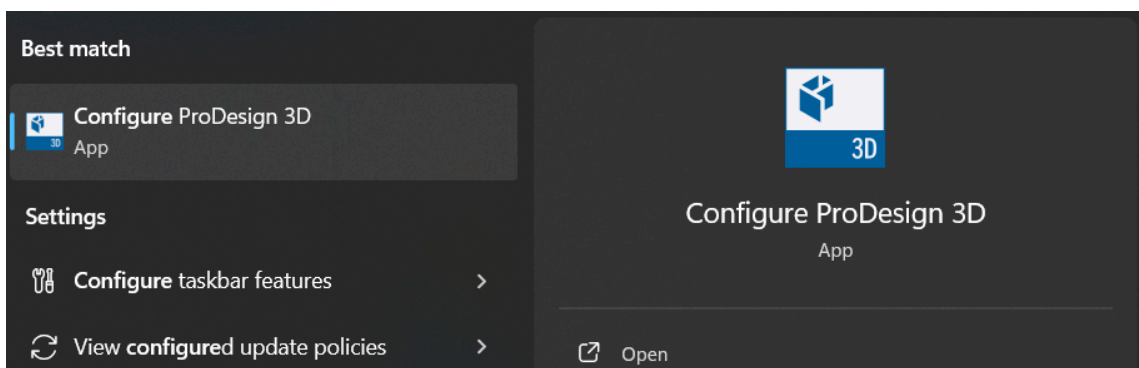 Best match
Configure ProDesign 3D
App
3D
Settings
Configure taskbar features
View configured update policies
3D
Configure ProDesign 3D
App
Open